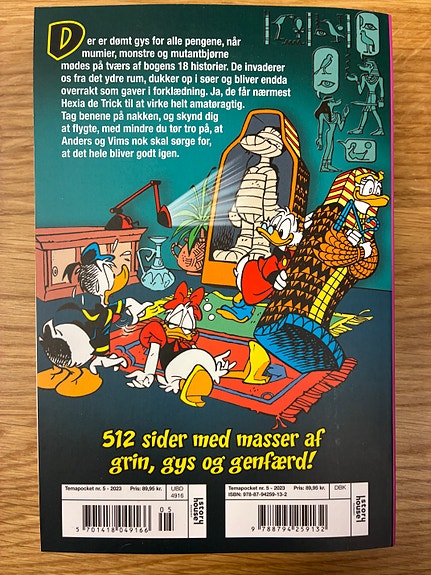 Der er dømt gys for alle pengene, når
mumier, monstre og mutantbjørne
mødes på tværs af bogens 18 historier. De invaderer
os fra det ydre rum, dukker op i søer og bliver endda
overrakt som gaver i forklædning. Ja, de får nærmest
Hexia de Trick til at virke helt amatøragtig.
Tag benene på nakken, og skynd dig
at flygte, med mindre du tør tro på, at
Anders og Vims nok skal sørge for,
at det hele bliver godt igen.
512 sider med masser af
grin, gys og genfærd!
Temapocket nr. 5 - 2023 Pris: 89,95 kr. UBD
4916
05
5 701418 049166
story
house
Temapocket nr. 5 - 2023 Pris: 89,95 kr. DBK
ISBN: 978-87-94259-13-2
9 788794 259132
story
house